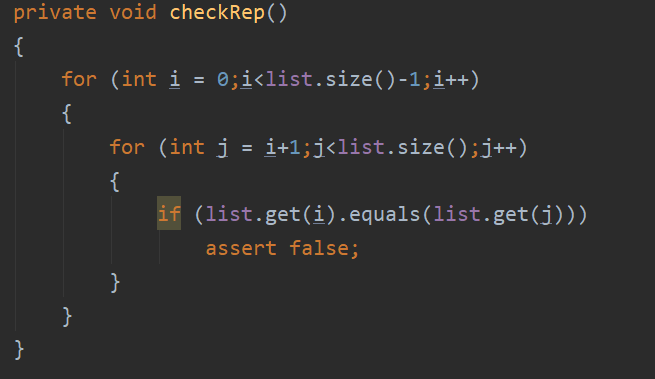 private void checkRep()
{
for (int i = 0;i<list.size()-1;i++)
{
for (int j = i+1;j<list.size();j++)
{
if (list.get(i).equals(list.get(j)))
assert false;
}
}
}